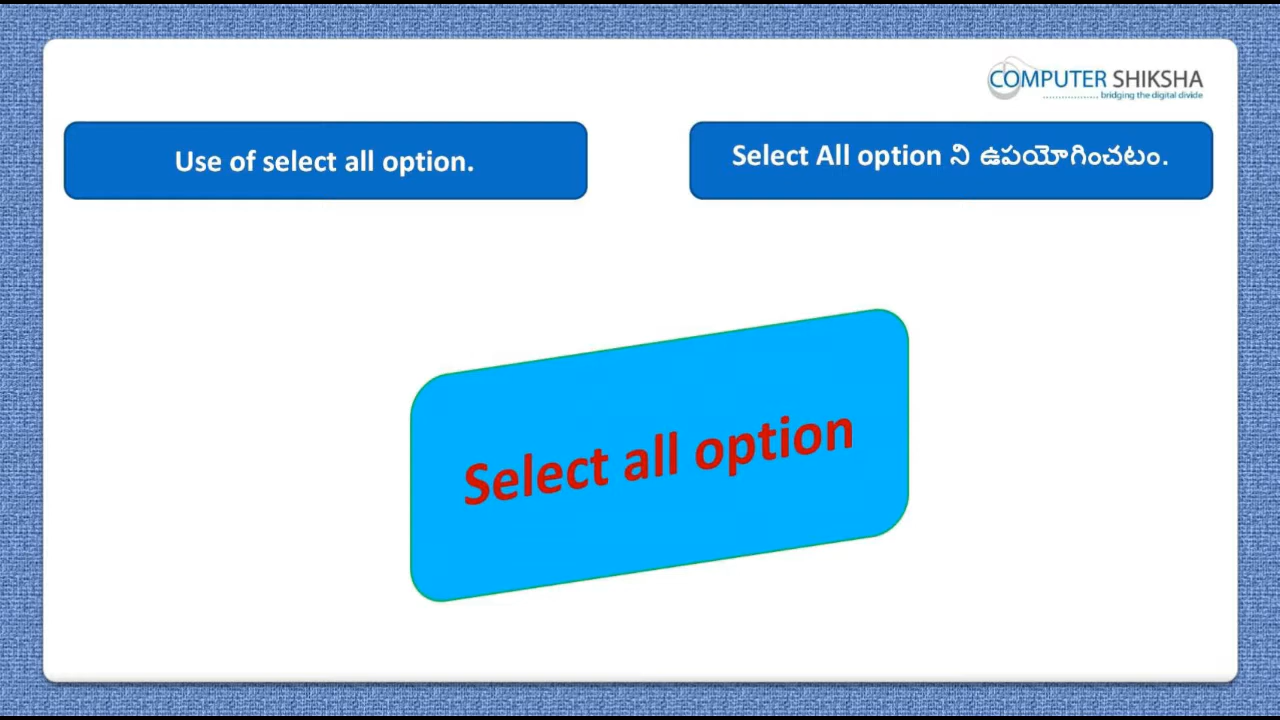 COMPUTER SHIKSHA
bridging the digital divide
Use of select all option.
Select All option ని ఉపయోగించటం.
Select all option